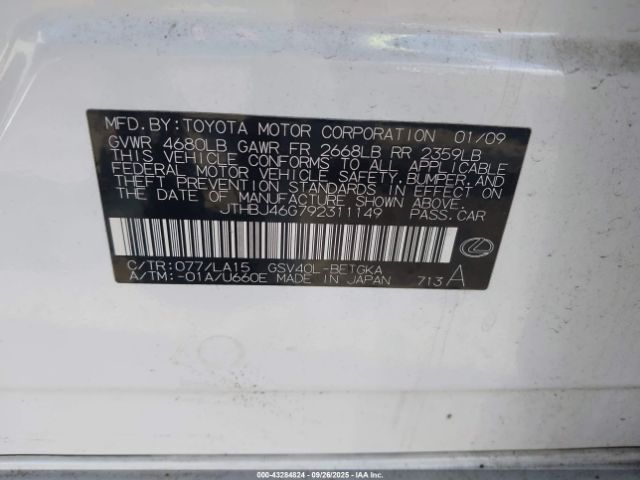 MFD.BY:TOYOTA MOTOR CORPORATION 01/09
GVWR 4680LB GAWR FR 2668LB RR 2359LB
THIS VEHICLE CONFORMS TO ALL APPLICABLE
FEDERAL MOTOR VEHICLE SAFETY,BUMPER,AND
THEFT PREVENTION STANDARDS IN EFFECT ON
THE DATE OF MANUFACTURE SHOWN ABOVE.
JTHBJ46G792311149 PASS.CAR
C/TR:077/LA15 GSV40L-BETGKA
A/TM:-01A/U660E MADE IN JAPAN 713 A
000-43284824 | 09/26/2025 | IAA Inc.